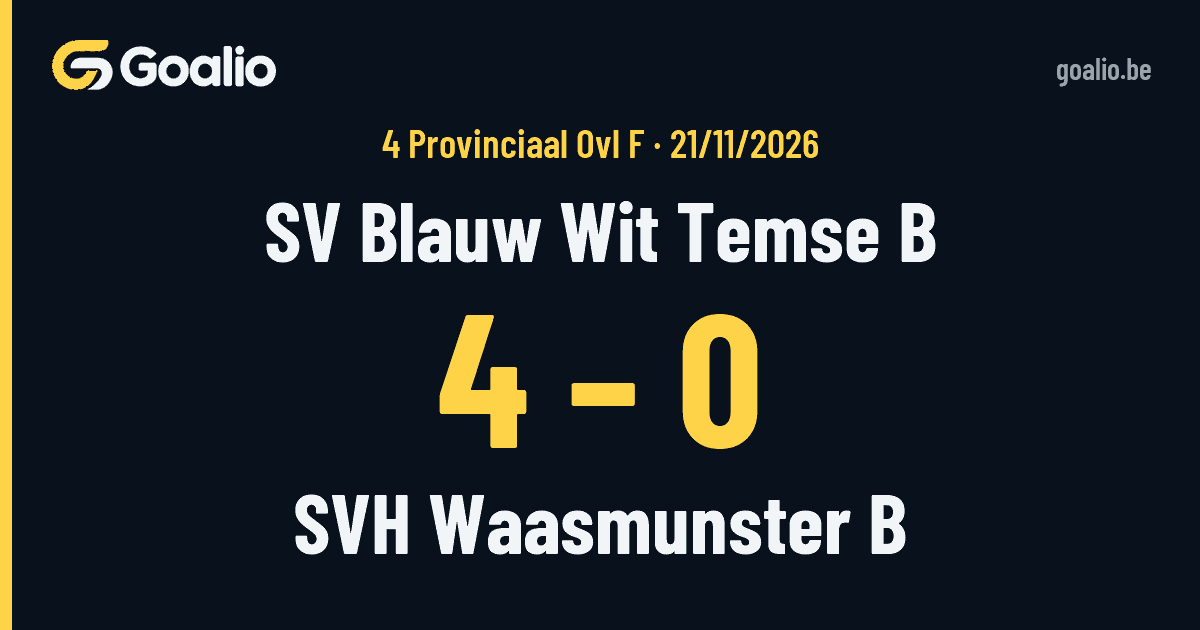 Goalio
goalio.be
4 Provinciaal Ovl F · 21/11/2026
SV Blauw Wit Temse B
4 – 0
SVH Waasmunster B